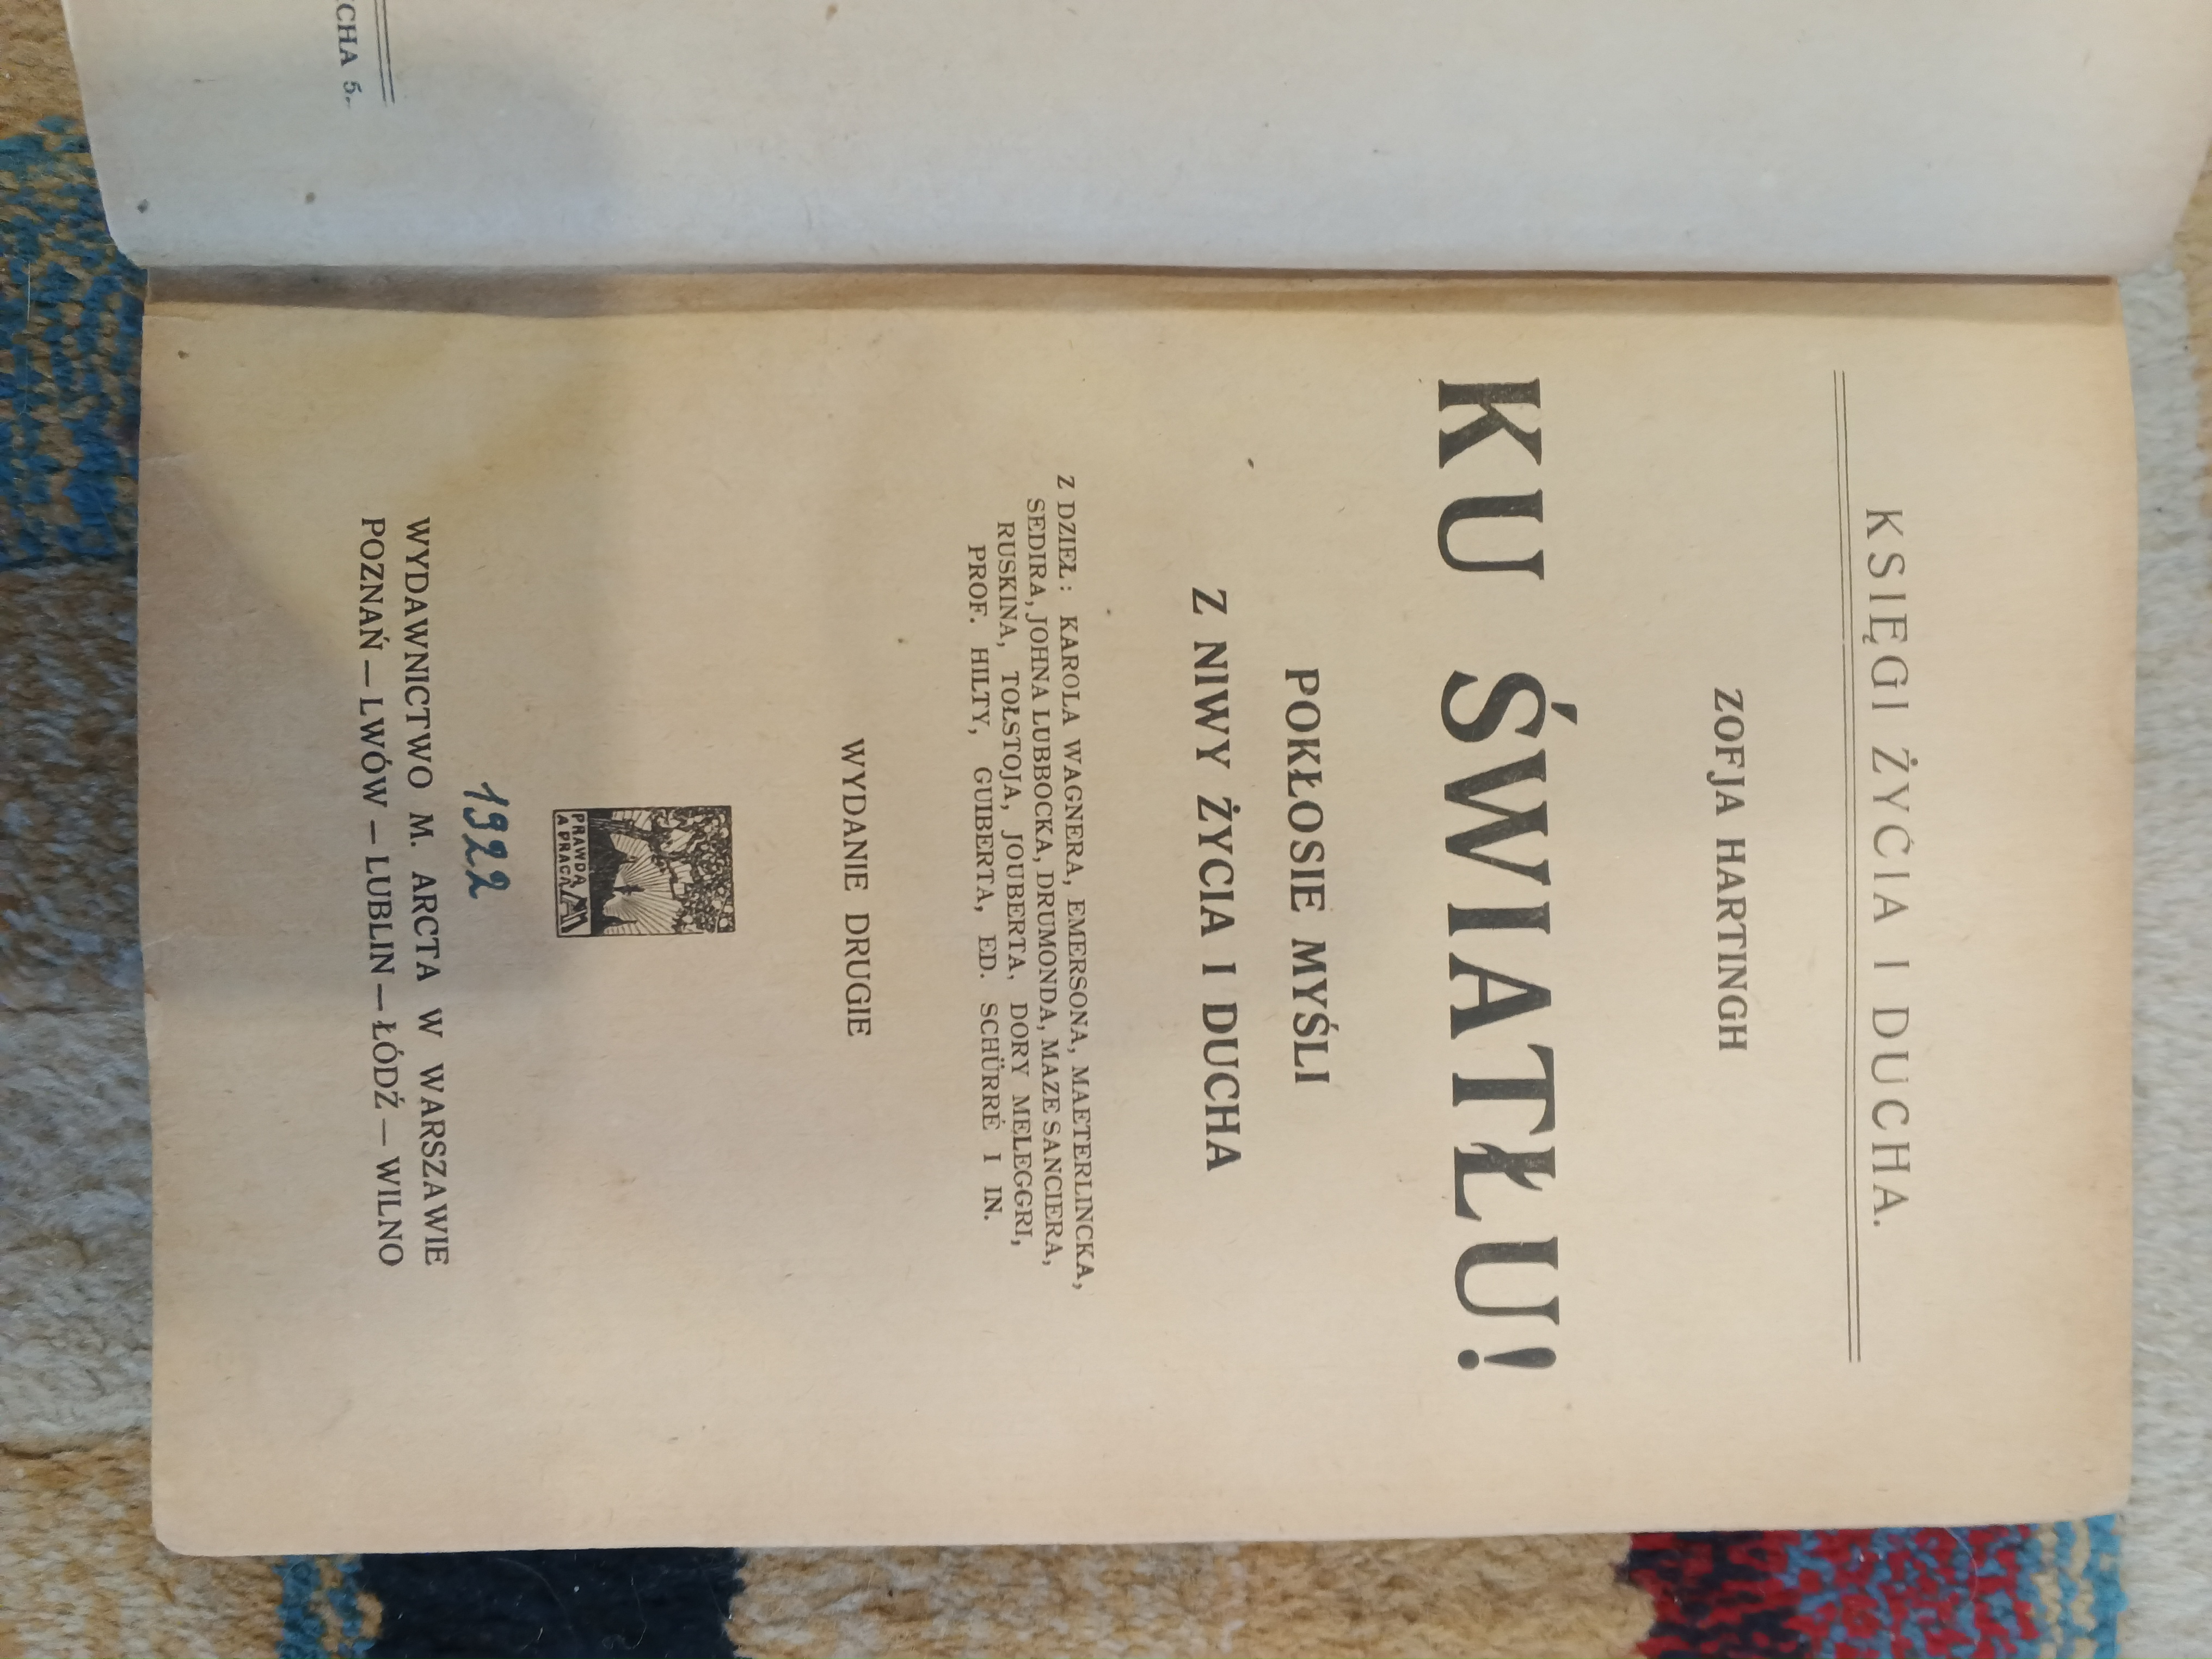 CHA 5.
KSIĘGI ŻYCIA I DUCHA.
ZOFJA HARTINGH
KU ŚWIATŁU!
POKŁOSIE MYŚLI
Z NIWY ŻYCIA I DUCHA
Z DZIEŁ: KAROLA WAGNERA, EMERSONA, MAETERLINCKA,
SEDIRA, JOHNA LUBBOCKA, DRUMONDA, MAZE SANCIERA,
RUSKINA, TOŁSTOJA, JOUBERTA, DORY MELEGGRI,
PROF. HILTY, GUIBERTA, ED. SCHÜRRÉ I IN.
WYDANIE DRUGIE
PRAWDĄ
A PRACĄ
1922
WYDAWNICTWO M. ARCTA W WARSZAWIE
POZNAŃ — LWÓW — LUBLIN — ŁÓDŹ — WILNO